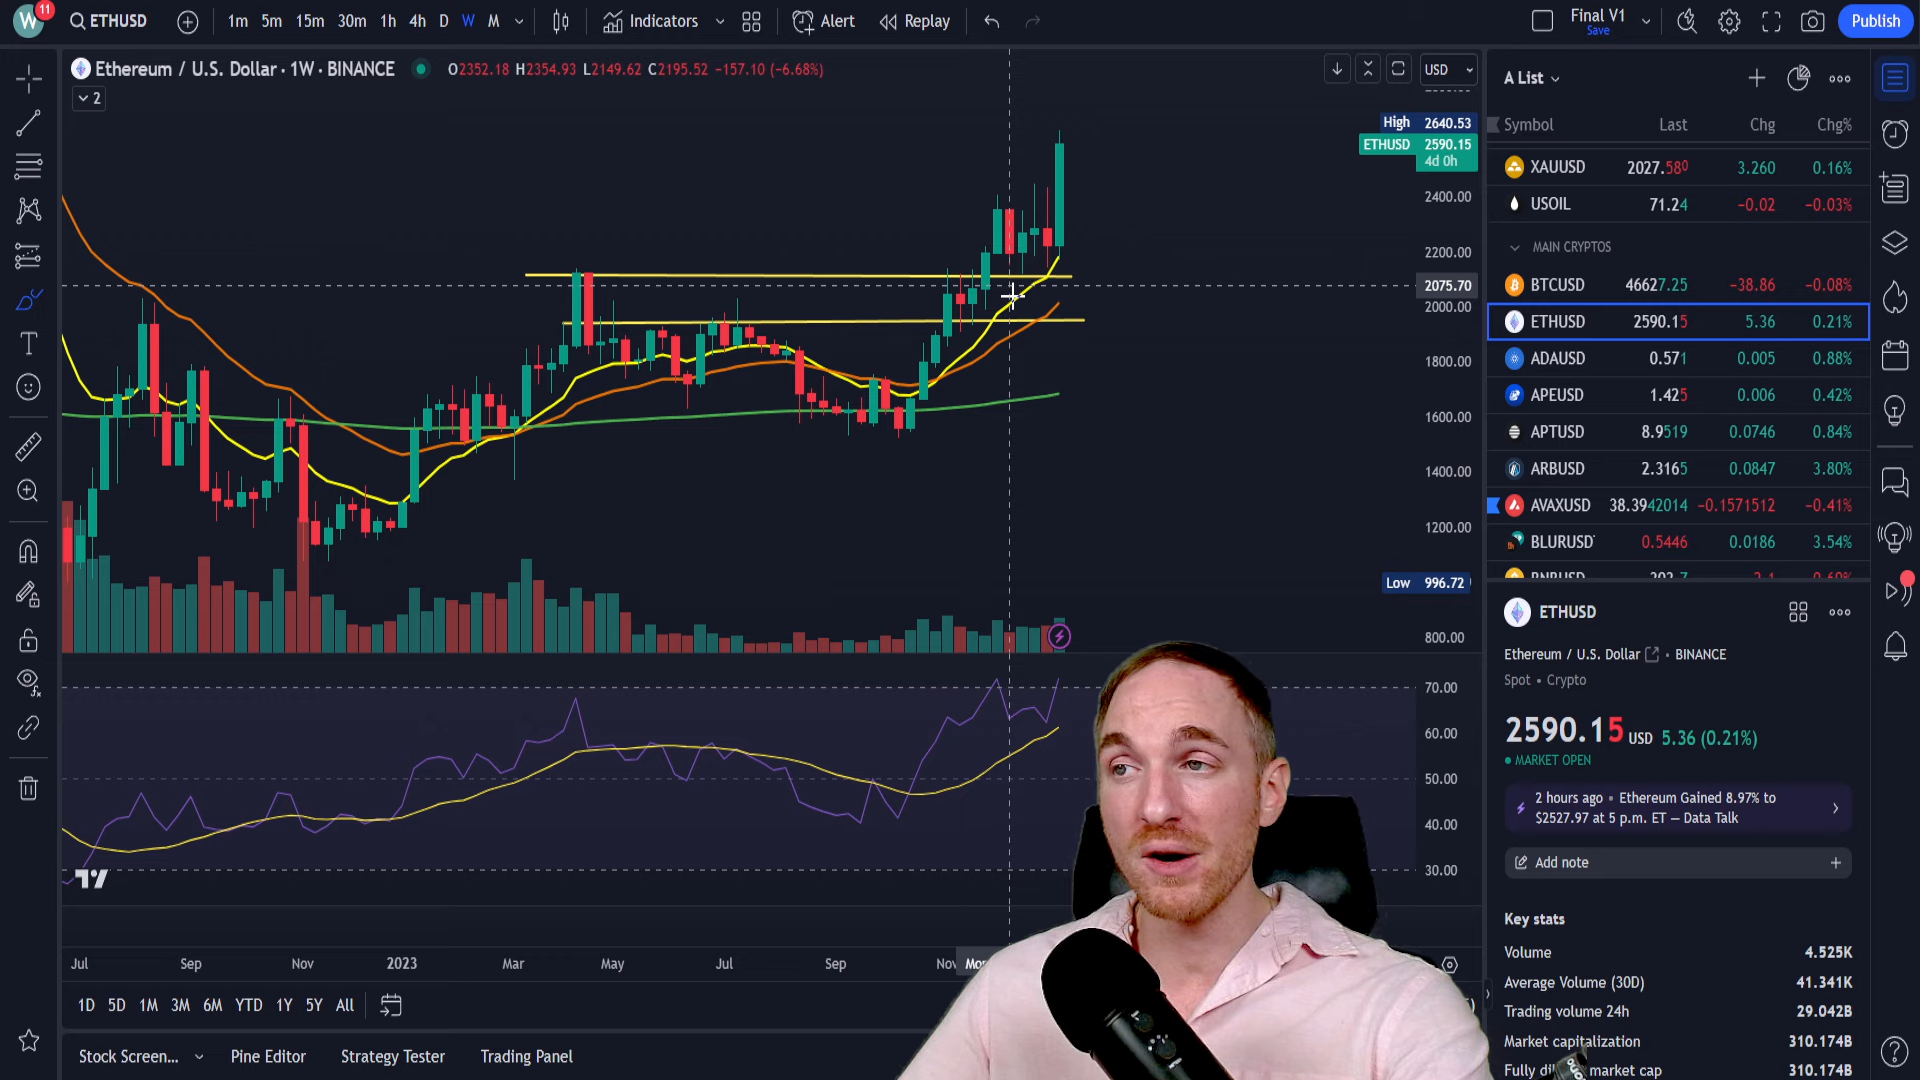 W 11 ETHUSD 1m 5m 15m 30m 1h 4h D W M Indicators Alert Replay Final V1 Save Publish
Ethereum / U.S. Dollar · 1W · BINANCE O2352.18 H2354.93 L2149.62 C2195.52 −157.10 (−6.68%) USD
2
High 2640.53
ETHUSD 2590.15
4d 0h
2400.00
2200.00
2075.70
2000.00
1800.00
1600.00
1400.00
1200.00
Low 996.72
800.00
70.00
60.00
50.00
40.00
30.00
Jul Sep Nov 2023 Mar May Jul Sep Nov Mon
1D 5D 1M 3M 6M YTD 1Y 5Y All
Stock Screen... Pine Editor Strategy Tester Trading Panel
A List
Symbol Last Chg Chg%
XAUUSD 2027.580 3.260 0.16%
USOIL 71.24 −0.02 −0.03%
MAIN CRYPTOS
BTCUSD 46627.25 −38.86 −0.08%
ETHUSD 2590.15 5.36 0.21%
ADAUSD 0.571 0.005 0.88%
APEUSD 1.425 0.006 0.42%
APTUSD 8.9519 0.0746 0.84%
ARBUSD 2.3165 0.0847 3.80%
AVAXUSD 38.3942014 −0.1571512 −0.41%
BLURUSDT 0.5446 0.0186 3.54%
ETHUSD
Ethereum / U.S. Dollar • BINANCE
Spot • Crypto
2590.15 USD 5.36 (0.21%)
MARKET OPEN
2 hours ago • Ethereum Gained 8.97% to
$2527.97 at 5 p.m. ET — Data Talk
Add note
Key stats
Volume 4.525K
Average Volume (30D) 41.341K
Trading volume 24h 29.042B
Market capitalization 310.174B
Fully market cap 310.174B